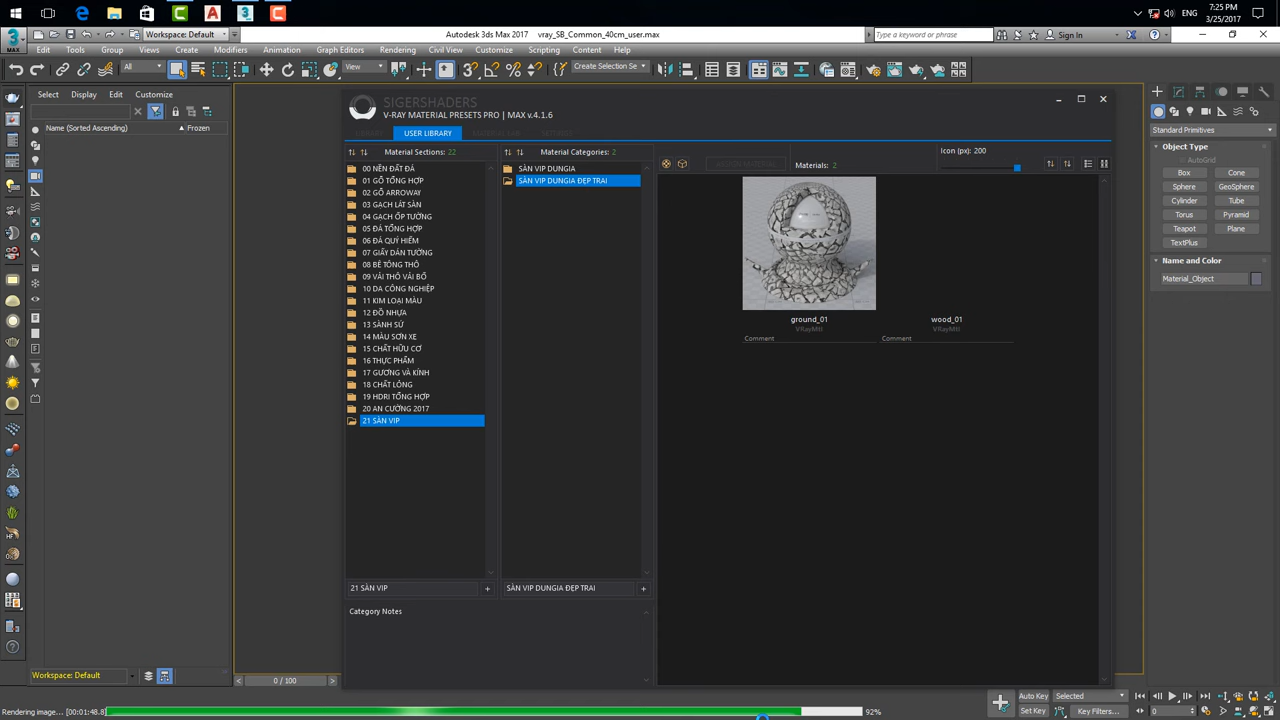 7:25 PM
ENG
3/25/2017
3
MAX
Workspace: Default
Autodesk 3ds Max 2017    vray_SB_Common_40cm_user.max
Type a keyword or phrase
Sign In
Edit Tools Group Views Create Modifiers Animation Graph Editors Rendering Civil View Customize Scripting Content Help
All
View
Create Selection Se
Select Display Edit Customize
Name (Sorted Ascending)
Frozen
SIGERSHADERS
V-RAY MATERIAL PRESETS PRO | MAX v.4.1.6
LIBRARY
USER LIBRARY
SETTINGS
Material Sections: 22
Material Categories: 2
Materials: 2
Icon (px): 200
00 NỀN ĐẤT ĐÁ
01 GỖ TỔNG HỢP
02 GỖ ARROWAY
03 GẠCH LÁT SÀN
04 GẠCH ỐP TƯỜNG
05 ĐÁ TỔNG HỢP
06 ĐÁ QUÝ HIẾM
07 GIẤY DÁN TƯỜNG
08 BÊ TÔNG THÔ
09 VẢI THÔ VẢI BỐ
10 DA CÔNG NGHIỆP
11 KIM LOẠI MÀU
12 ĐỒ NHỰA
13 SÀNH SỨ
14 MÀU SƠN XE
15 CHẤT HỮU CƠ
16 THỰC PHẨM
17 GƯƠNG VÀ KÍNH
18 CHẤT LỎNG
19 HDRI TỔNG HỢP
20 AN CƯỜNG 2017
21 SÀN VIP
SÀN VIP DUNGIA
SÀN VIP DUNGIA ĐẸP TRAI
ground_01
VRayMtl
Comment
wood_01
VRayMtl
Comment
21 SÀN VIP
+
SÀN VIP DUNGIA ĐẸP TRAI
+
Category Notes
Standard Primitives
Object Type
AutoGrid
Box Cone
Sphere GeoSphere
Cylinder Tube
Torus Pyramid
Teapot Plane
TextPlus
Name and Color
Material_Object
Workspace: Default
0 / 100
Rendering image... [00:01:48.8]
92%
Auto Key
Selected
Set Key
Key Filters...
0